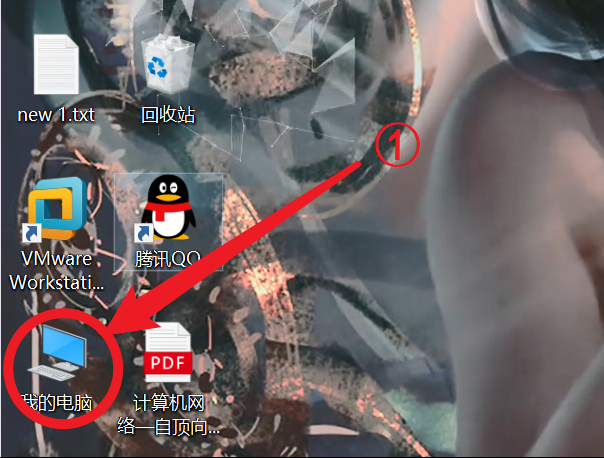 new 1.txt
回收站
①
VMware
Workstati...
腾讯QQ
我的电脑
PDF
计算机网
络—自顶向...